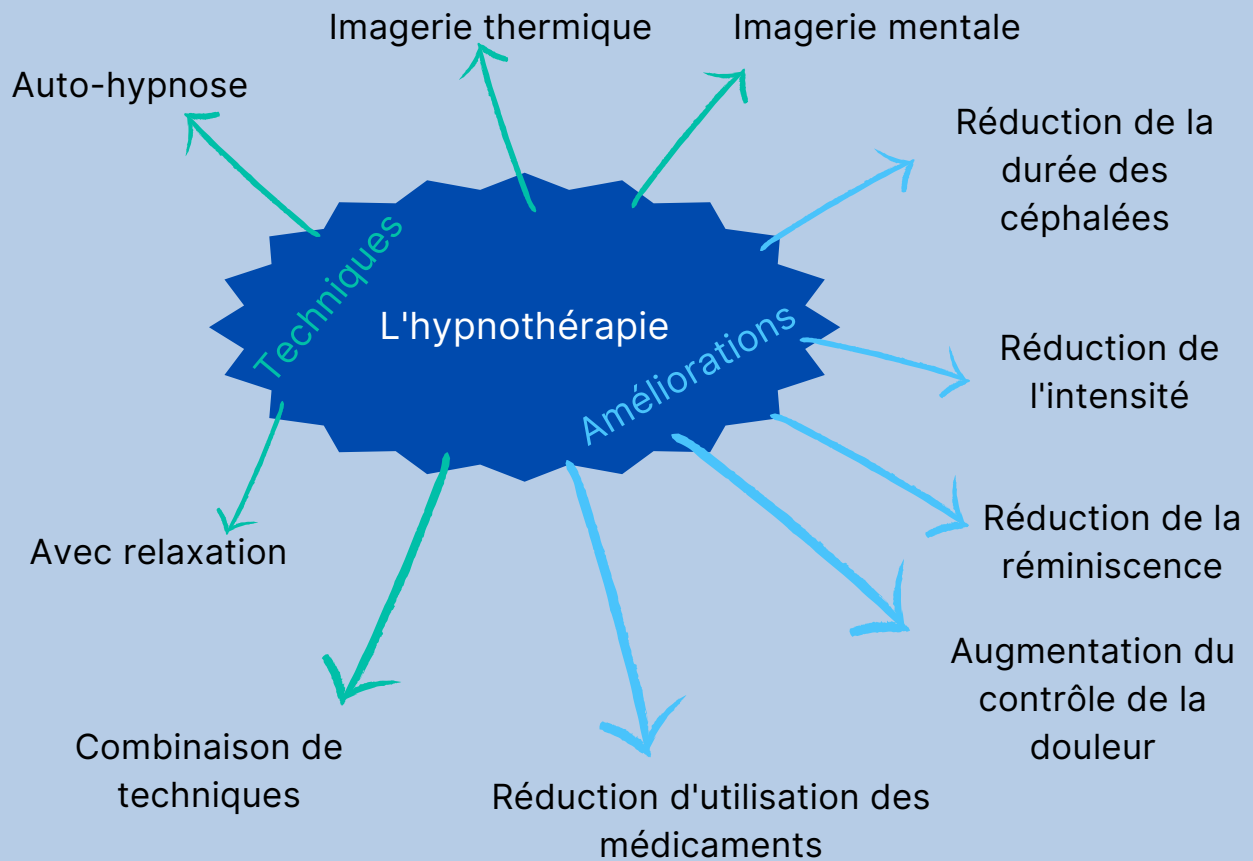 Imagerie thermique
Imagerie mentale
Auto-hypnose
Réduction de la
durée des
céphalées
Techniques
L'hypnothérapie
Améliorations
Réduction de
l'intensité
Avec relaxation
Réduction de la
réminiscence
Augmentation du
contrôle de la
douleur
Combinaison de
techniques
Réduction d'utilisation des
médicaments